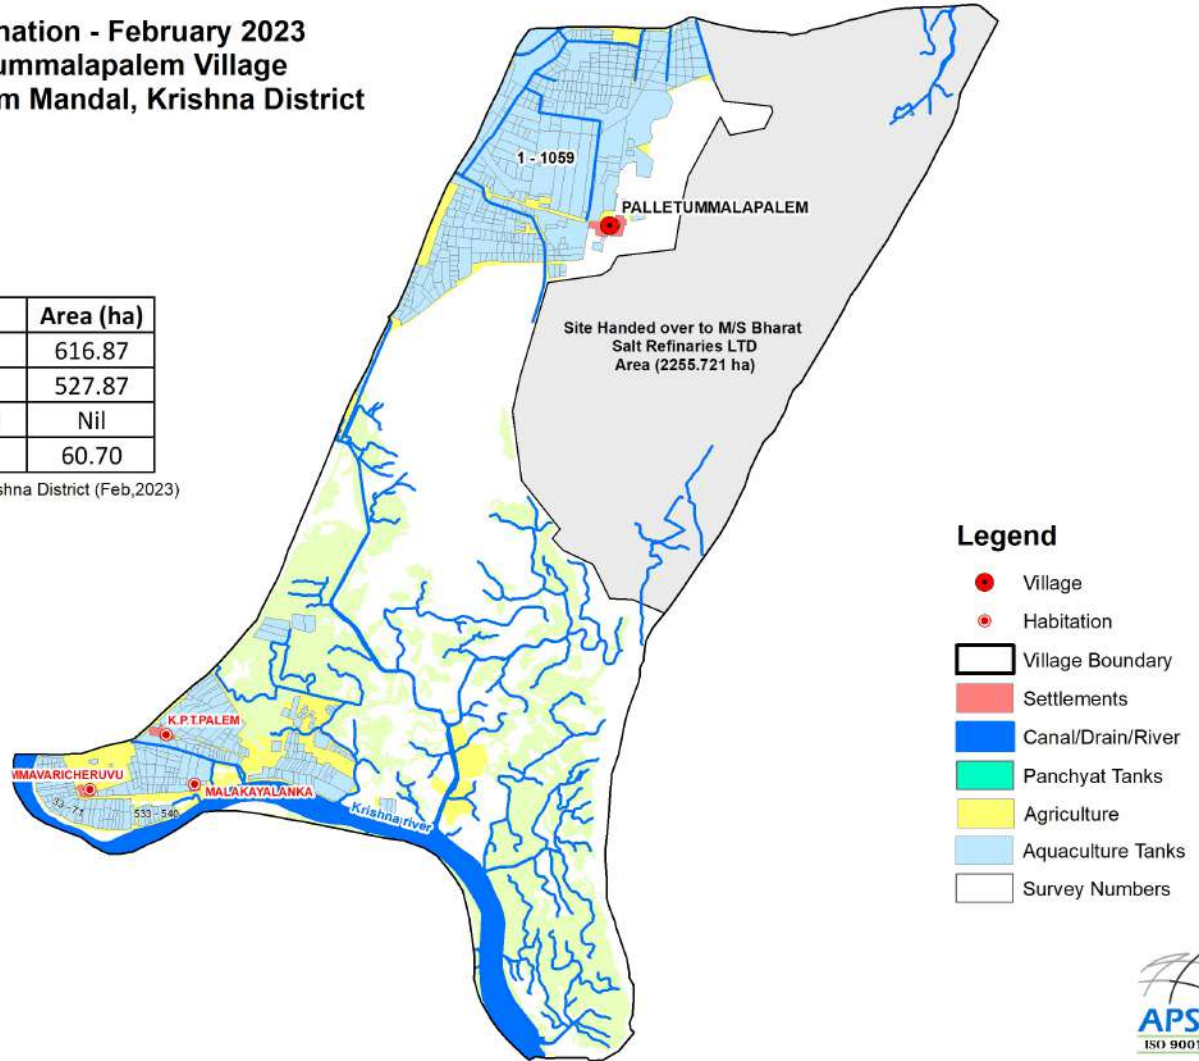 nation - February 2023
ummalapalem Village
m Mandal, Krishna District
Area (ha)
616.87
527.87
Nil
60.70
shna District (Feb,2023)
1 - 1059
PALLETUMMALAPALEM
Site Handed over to M/S Bharat
Salt Refinaries LTD
Area (2255.721 ha)
K.P.T.PALEM
MMAVARICHERUVU
MALAKAYALANKA
33 - 71
533 - 540
Krishna river
Legend
Village
Habitation
Village Boundary
Settlements
Canal/Drain/River
Panchyat Tanks
Agriculture
Aquaculture Tanks
Survey Numbers
APS
ISO 9001